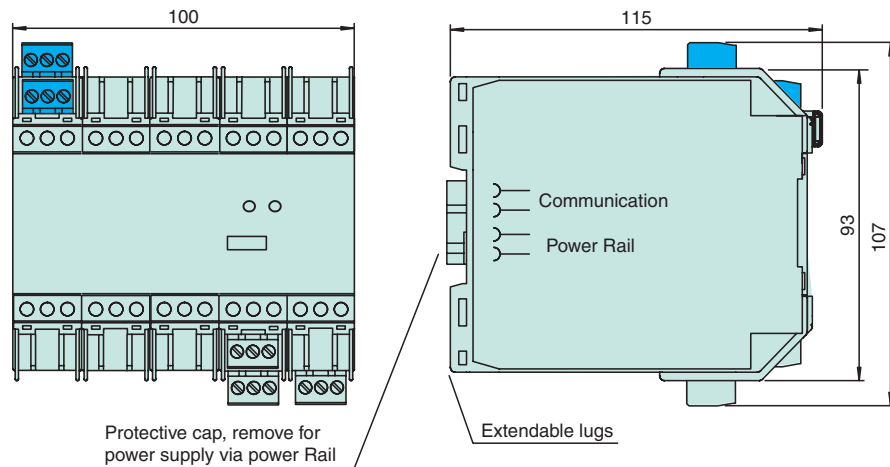 100
115
Communication
Power Rail
93
107
Protective cap, remove for
power supply via power Rail
Extendable lugs